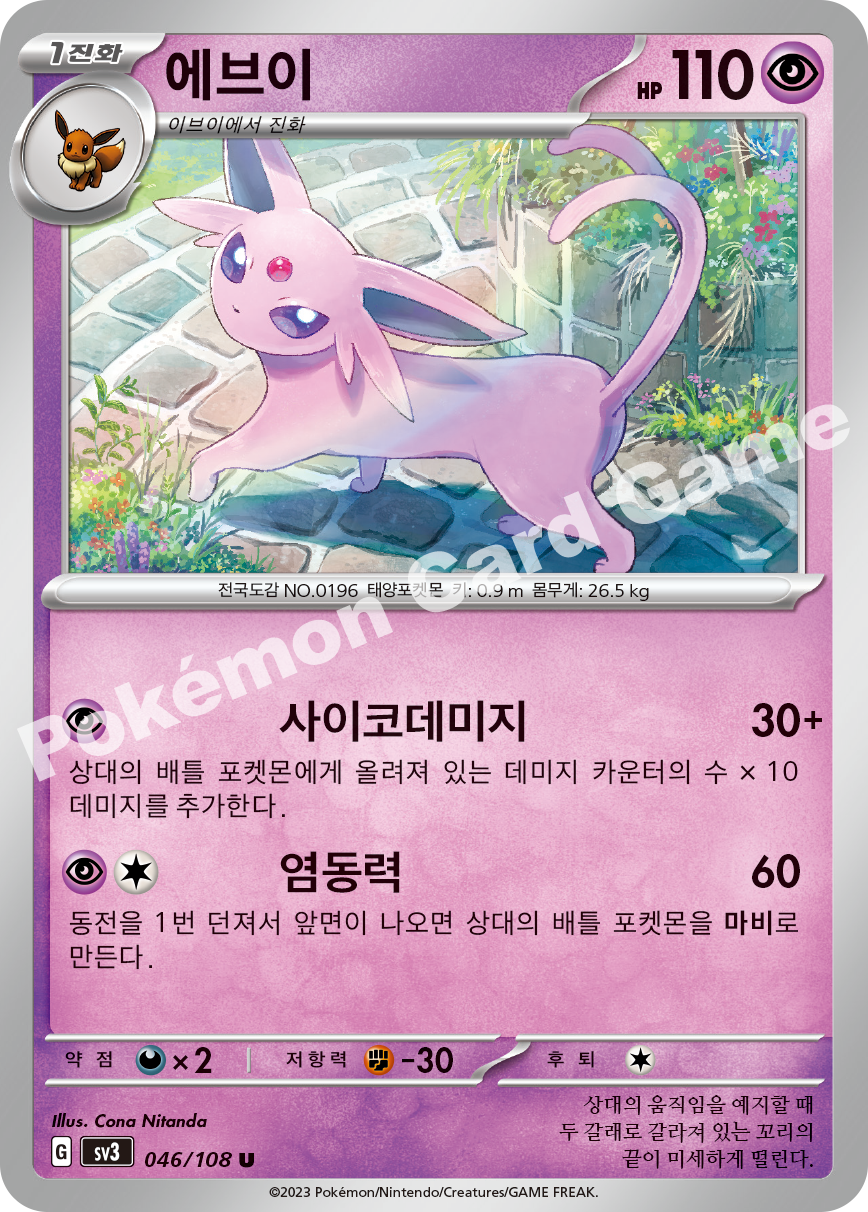 1진화
에브이
HP 110
이브이에서 진화
전국도감 NO.0196 태양포켓몬 키: 0.9 m 몸무게: 26.5 kg
Pokémon Card Game
사이코데미지 30+
상대의 배틀 포켓몬에게 올려져 있는 데미지 카운터의 수 × 10
데미지를 추가한다.
염동력 60
동전을 1번 던져서 앞면이 나오면 상대의 배틀 포켓몬을 마비로
만든다.
약점 ×2 저항력 -30 후퇴
Illus. Cona Nitanda
G sv3 046/108 U
상대의 움직임을 예지할 때
두 갈래로 갈라져 있는 꼬리의
끝이 미세하게 떨린다.
©2023 Pokémon/Nintendo/Creatures/GAME FREAK.